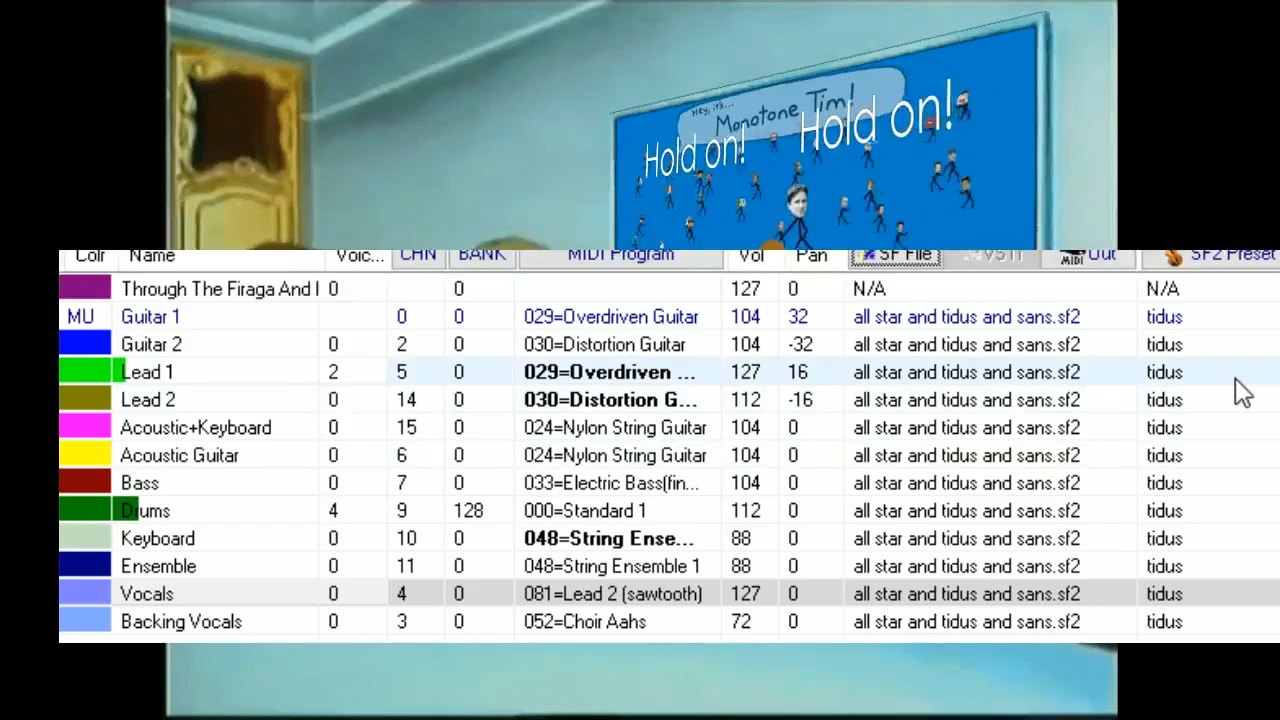 Hey, it's...
Monotone Tim!
Hold on! Hold on!
Colr Name Voic... CHN BANK MIDI Program Vol Pan SF File VSTi MIDI Out SF2 Preset
Through The Firaga And I 0 0 127 0 N/A N/A
MU Guitar 1 0 0 029=Overdriven Guitar 104 32 all star and tidus and sans.sf2 tidus
Guitar 2 0 2 0 030=Distortion Guitar 104 -32 all star and tidus and sans.sf2 tidus
Lead 1 2 5 0 029=Overdriven ... 127 16 all star and tidus and sans.sf2 tidus
Lead 2 0 14 0 030=Distortion G... 112 -16 all star and tidus and sans.sf2 tidus
Acoustic+Keyboard 0 15 0 024=Nylon String Guitar 104 0 all star and tidus and sans.sf2 tidus
Acoustic Guitar 0 6 0 024=Nylon String Guitar 104 0 all star and tidus and sans.sf2 tidus
Bass 0 7 0 033=Electric Bass(fin... 104 0 all star and tidus and sans.sf2 tidus
Drums 4 9 128 000=Standard 1 112 0 all star and tidus and sans.sf2 tidus
Keyboard 0 10 0 048=String Ense... 88 0 all star and tidus and sans.sf2 tidus
Ensemble 0 11 0 048=String Ensemble 1 88 0 all star and tidus and sans.sf2 tidus
Vocals 0 4 0 081=Lead 2 (sawtooth) 127 0 all star and tidus and sans.sf2 tidus
Backing Vocals 0 3 0 052=Choir Aahs 72 0 all star and tidus and sans.sf2 tidus